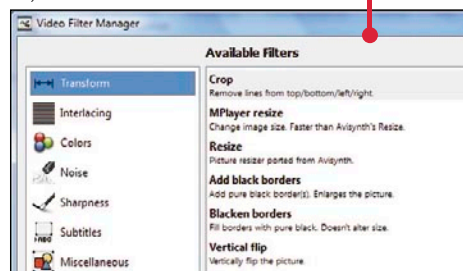 Video Filter Manager
Available Filters
Transform
Interlacing
Colors
Noise
Sharpness
Subtitles
Miscellaneous
Crop
Remove lines from top/bottom/left/right.
MPlayer resize
Change image size. Faster than Avisynth's Resize.
Resize
Picture resizer ported from Avisynth.
Add black borders
Add pure black border(s). Enlarges the picture.
Blacken borders
Fill borders with pure black. Doesn't alter size.
Vertical flip
Vertically flip the picture.